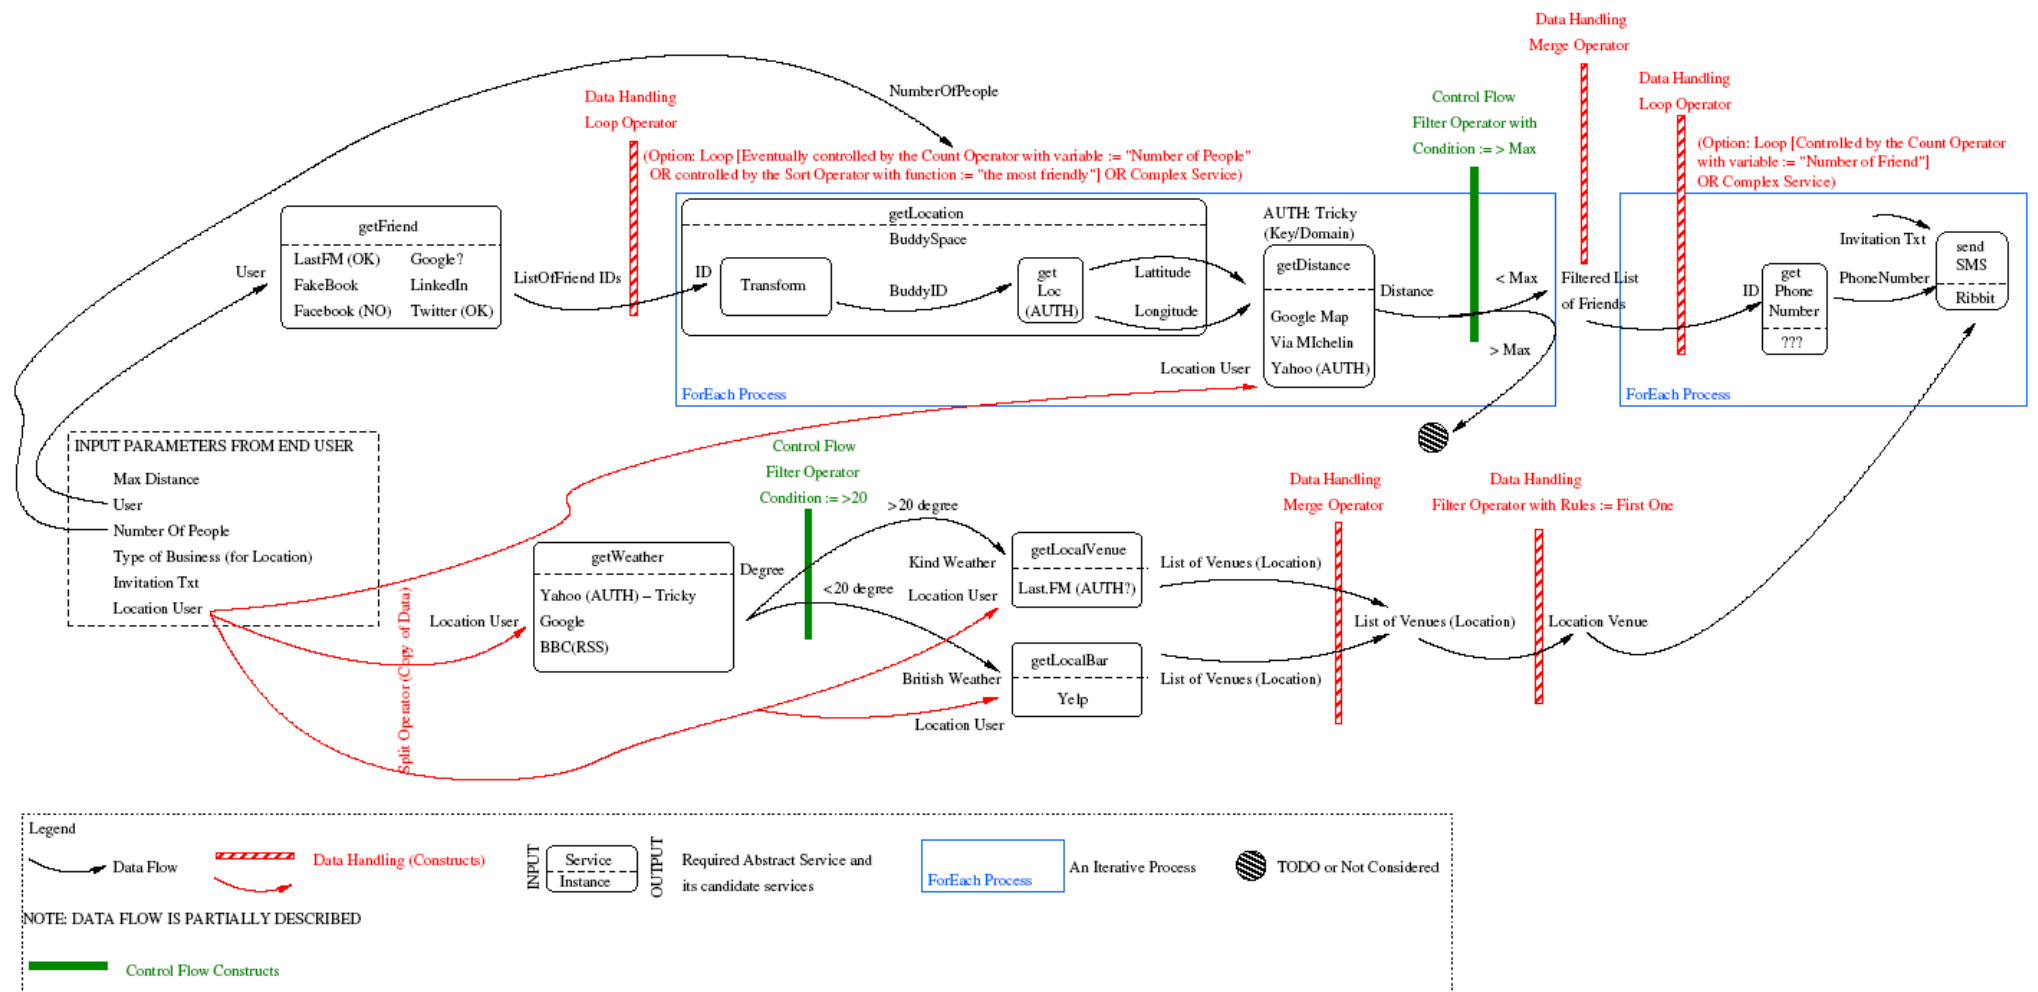 Data Handling
Merge Operator
Data Handling
Loop Operator
NumberOfPeople
Data Handling
Loop Operator
Control Flow
Filter Operator with
Condition := > Max
(Option: Loop [Eventually controlled by the Count Operator with variable := "Number of People"
OR controlled by the Sort Operator with function := "the most friendly"] OR Complex Service)
(Option: Loop [Controlled by the Count Operator
with variable := "Number of Friend"]
OR Complex Service)
getFriend
LastFM (OK) Google?
FakeBook LinkedIn
Facebook (NO) Twitter (OK)
User
ListOfFriend IDs
getLocation
BuddySpace
ID
Transform
BuddyID
get
Loc
(AUTH)
Lattitude
Longitude
AUTH: Tricky
(Key/Domain)
getDistance
Google Map
Via MIchelin
Yahoo (AUTH)
Location User
Distance
< Max
> Max
ForEach Process
Filtered List
of Friends
ID
get
Phone
Number
???
Invitation Txt
PhoneNumber
send
SMS
Ribbit
ForEach Process
INPUT PARAMETERS FROM END USER
Max Distance
User
Number Of People
Type of Business (for Location)
Invitation Txt
Location User
Split Operator (Copy of Data)
Location User
getWeather
Yahoo (AUTH) – Tricky
Google
BBC(RSS)
Degree
Control Flow
Filter Operator
Condition := >20
>20 degree
<20 degree
Kind Weather
Location User
British Weather
Location User
getLocalVenue
Last.FM (AUTH?)
getLocalBar
Yelp
List of Venues (Location)
List of Venues (Location)
Data Handling
Merge Operator
Data Handling
Filter Operator with Rules := First One
List of Venues (Location)
Location Venue
Legend
Data Flow
Data Handling (Constructs)
INPUT
Service
Instance
OUTPUT
Required Abstract Service and
its candidate services
ForEach Process
An Iterative Process
TODO or Not Considered
NOTE: DATA FLOW IS PARTIALLY DESCRIBED
Control Flow Constructs